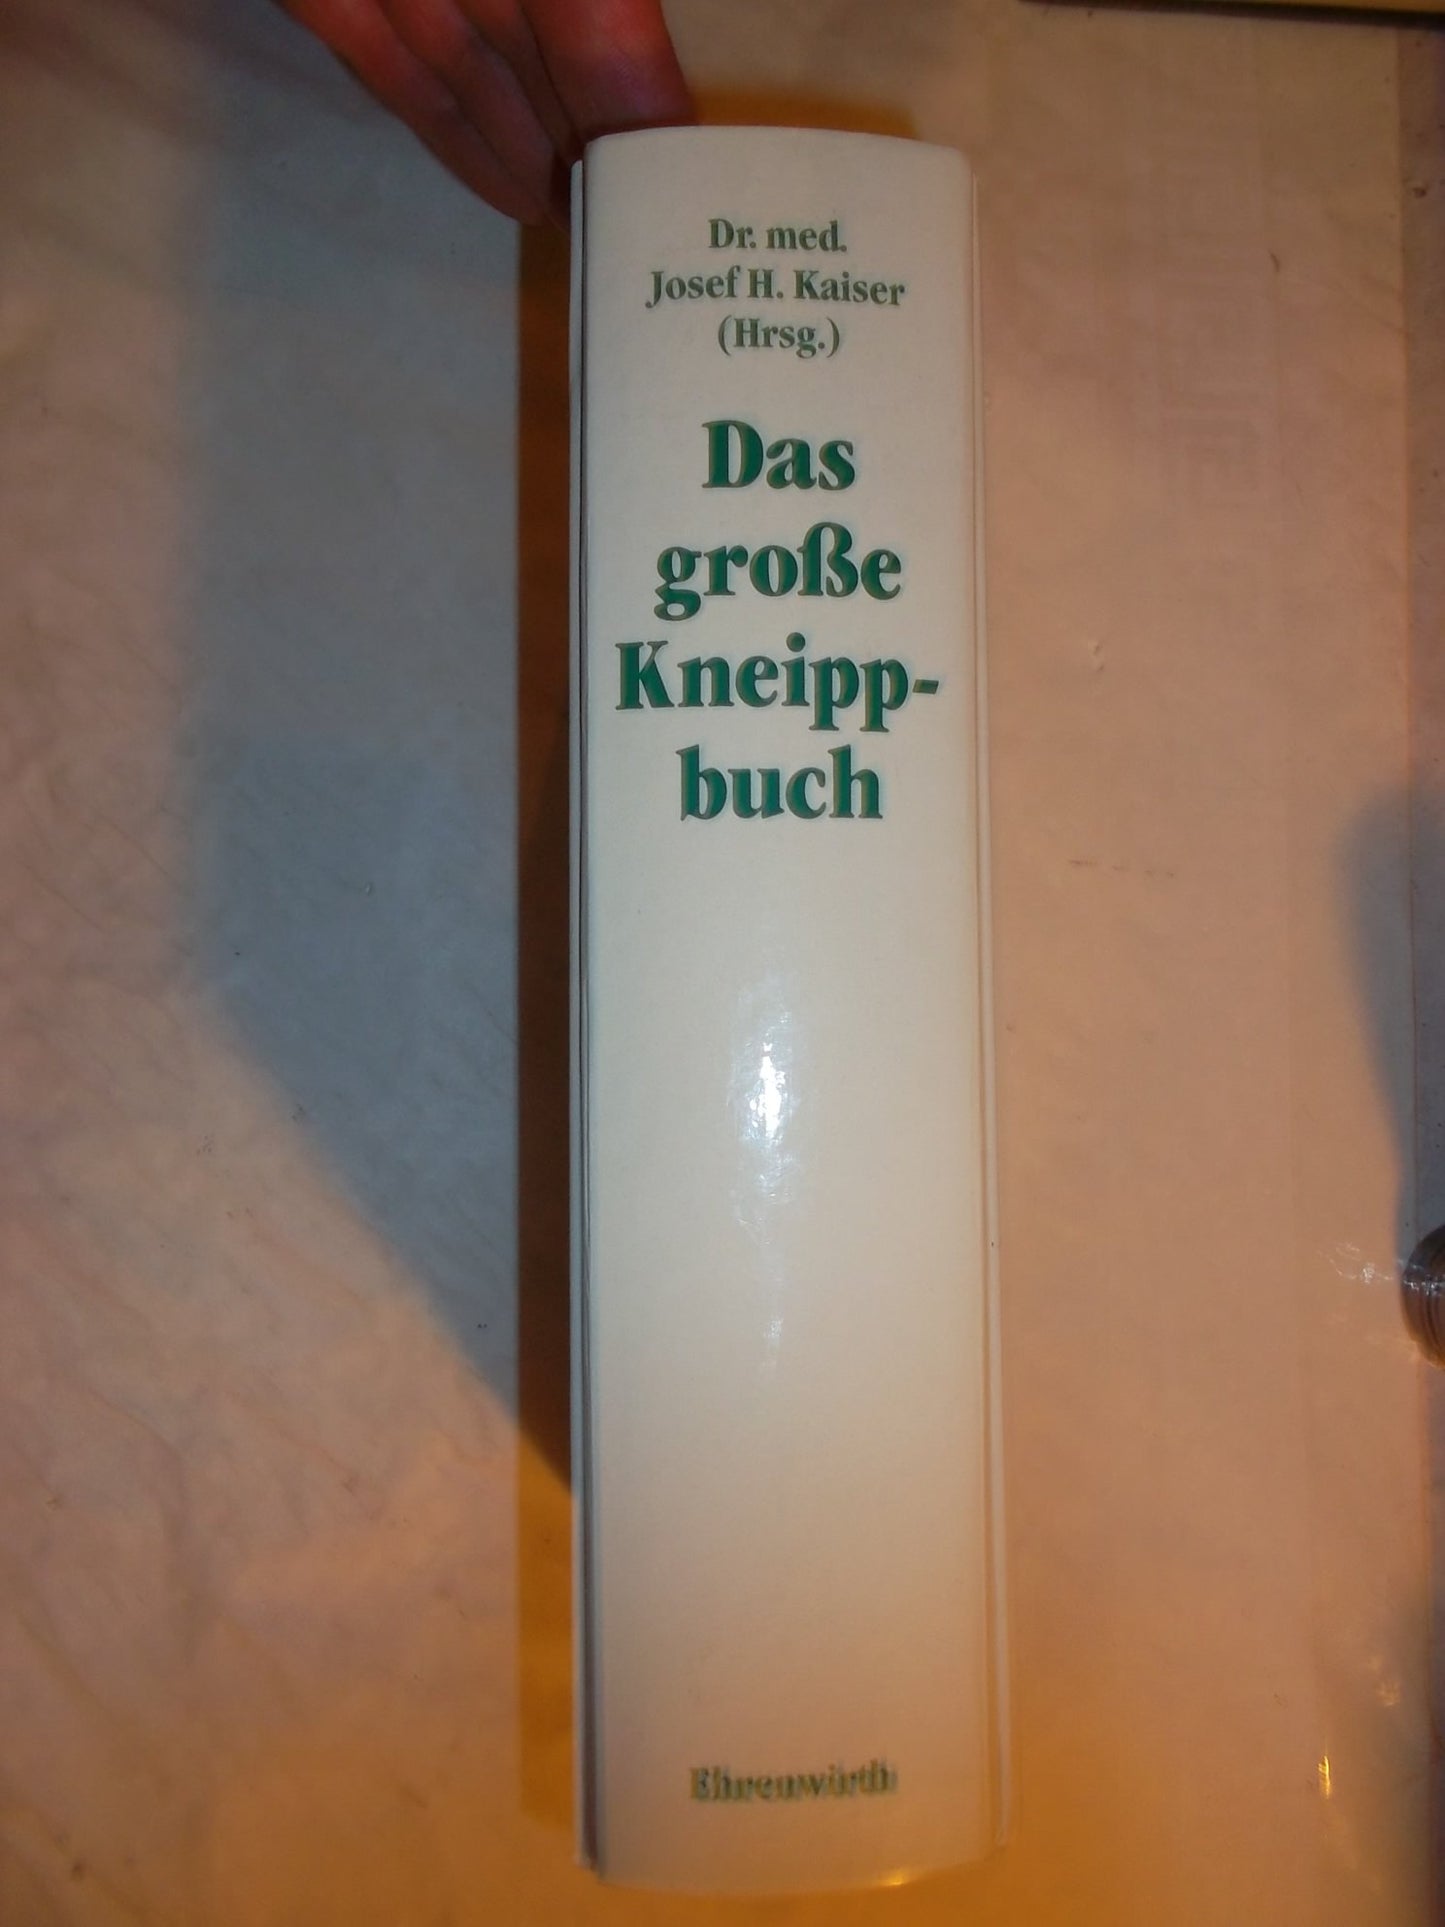 Dr. med.
Josef H. Kaiser
(Hrsg.)
Das
große
Kneipp-
buch
Ehrenwirth